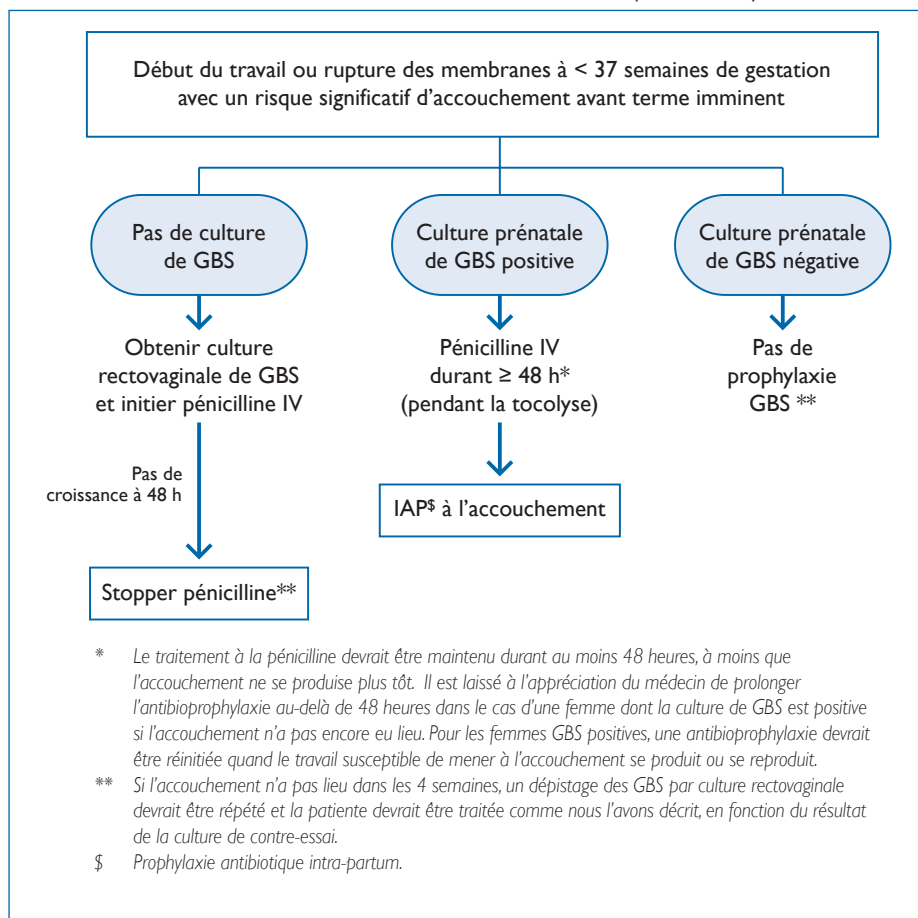 Début du travail ou rupture des membranes à < 37 semaines de gestation
avec un risque significatif d’accouchement avant terme imminent
Pas de culture
de GBS
Culture prénatale
de GBS positive
Culture prénatale
de GBS négative
Obtenir culture
rectovaginale de GBS
et initier pénicilline IV
Pénicilline IV
durant ≥ 48 h*
(pendant la tocolyse)
Pas de
prophylaxie
GBS **
Pas de
croissance à 48 h
IAP$ à l’accouchement
Stopper pénicilline**
* Le traitement à la pénicilline devrait être maintenu durant au moins 48 heures, à moins que
l’accouchement ne se produise plus tôt. Il est laissé à l’appréciation du médecin de prolonger
l’antibioprophylaxie au-delà de 48 heures dans le cas d’une femme dont la culture de GBS est positive
si l’accouchement n’a pas encore eu lieu. Pour les femmes GBS positives, une antibioprophylaxie devrait
être réinitiée quand le travail susceptible de mener à l’accouchement se produit ou se reproduit.
** Si l’accouchement n’a pas lieu dans les 4 semaines, un dépistage des GBS par culture rectovaginale
devrait être répété et la patiente devrait être traitée comme nous l’avons décrit, en fonction du résultat
de la culture de contre-essai.
$ Prophylaxie antibiotique intra-partum.